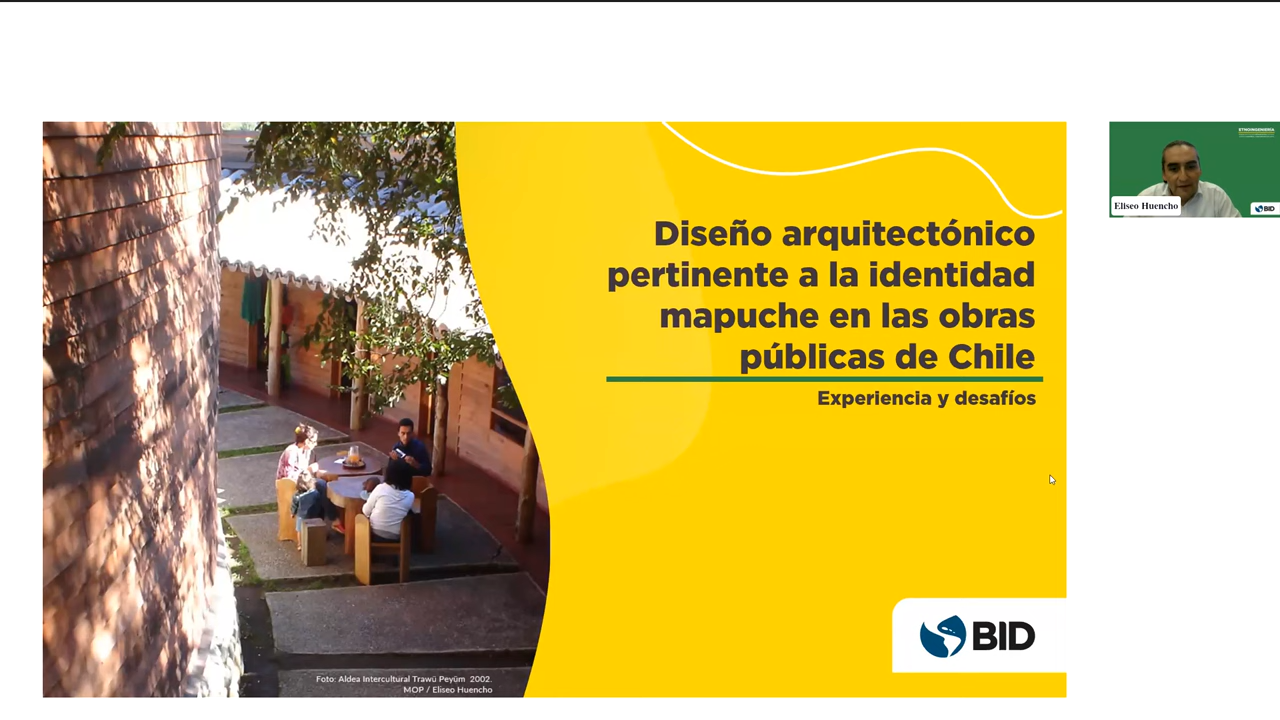 Diseño arquitectónico
pertinente a la identidad
mapuche en las obras
públicas de Chile
Experiencia y desafíos
BID
Foto: Aldea Intercultural Trawü Peyüm 2002.
MOP / Eliseo Huencho
ETNOINGENIERÍA
Eliseo Huencho
BID